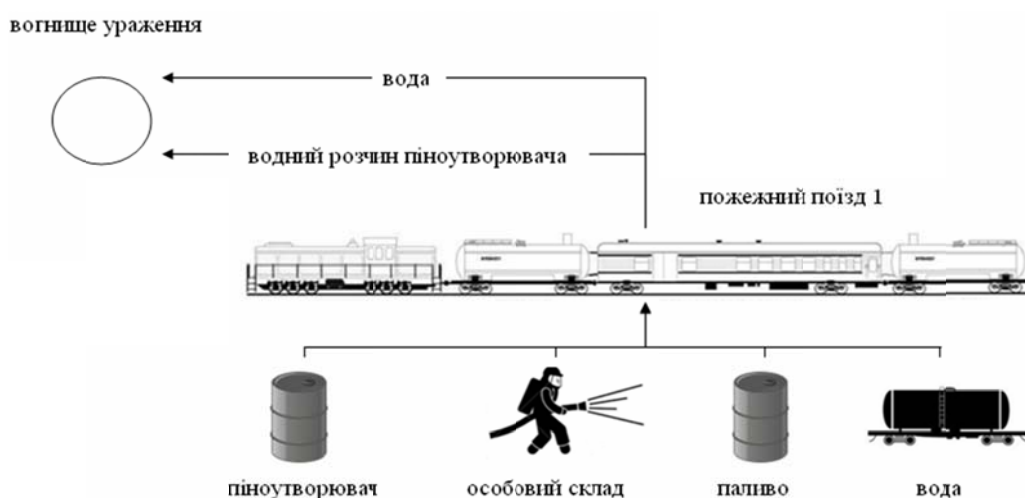 вогнище ураження
вода
водний розчин піноутворювача
пожежний поїзд 1
піноутворювач
особовий склад
паливо
вода